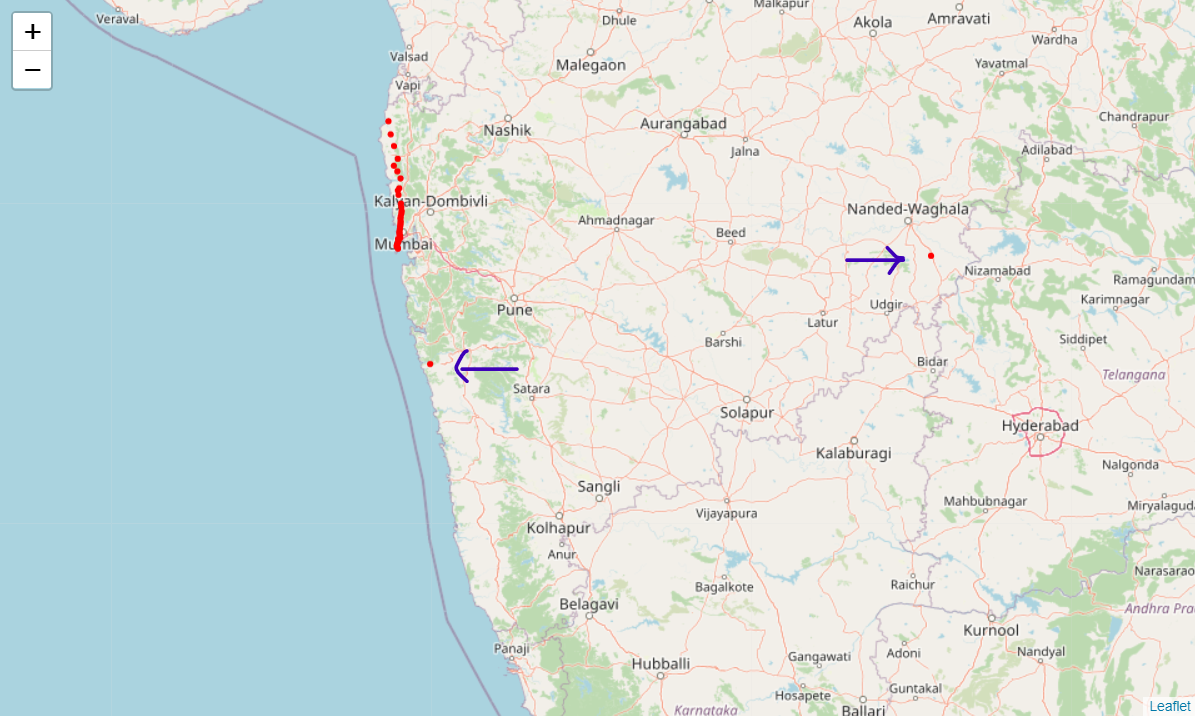 Malkapur
Veraval
Dhule
Akola
Amravati
Wardha
Valsad
Malegaon
Yavatmal
Vapi
+
−
Chandrapur
Nashik
Aurangabad
Jalna
Adilabad
Kalyan-Dombivli
Nanded-Waghala
Ahmadnagar
Beed
Mumbai
Nizamabad
Ramagundam
Karimnagar
Pune
Udgir
Latur
Siddipet
Barshi
Bidar
Telangana
Satara
Solapur
Hyderabad
Kalaburagi
Nalgonda
Sangli
Mahbubnagar
Vijayapura
Miryalagud
Kolhapur
Anur
Narasarao
Raichur
Bagalkote
Belagavi
Andhra Pra
Kurnool
Panaji
Gangawati
Adoni
Nandyal
Hubballi
Hosapete
Guntakal
Karnataka
Ballari
Leaflet